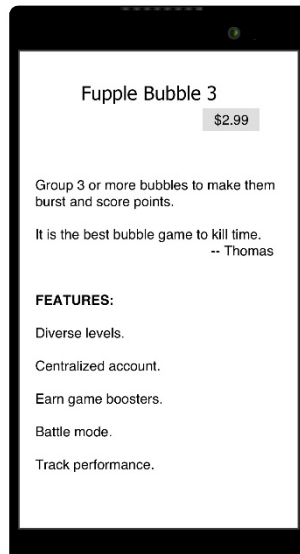 Fupple Bubble 3
$2.99
Group 3 or more bubbles to make them
burst and score points.
It is the best bubble game to kill time.
-- Thomas
FEATURES:
Diverse levels.
Centralized account.
Earn game boosters.
Battle mode.
Track performance.